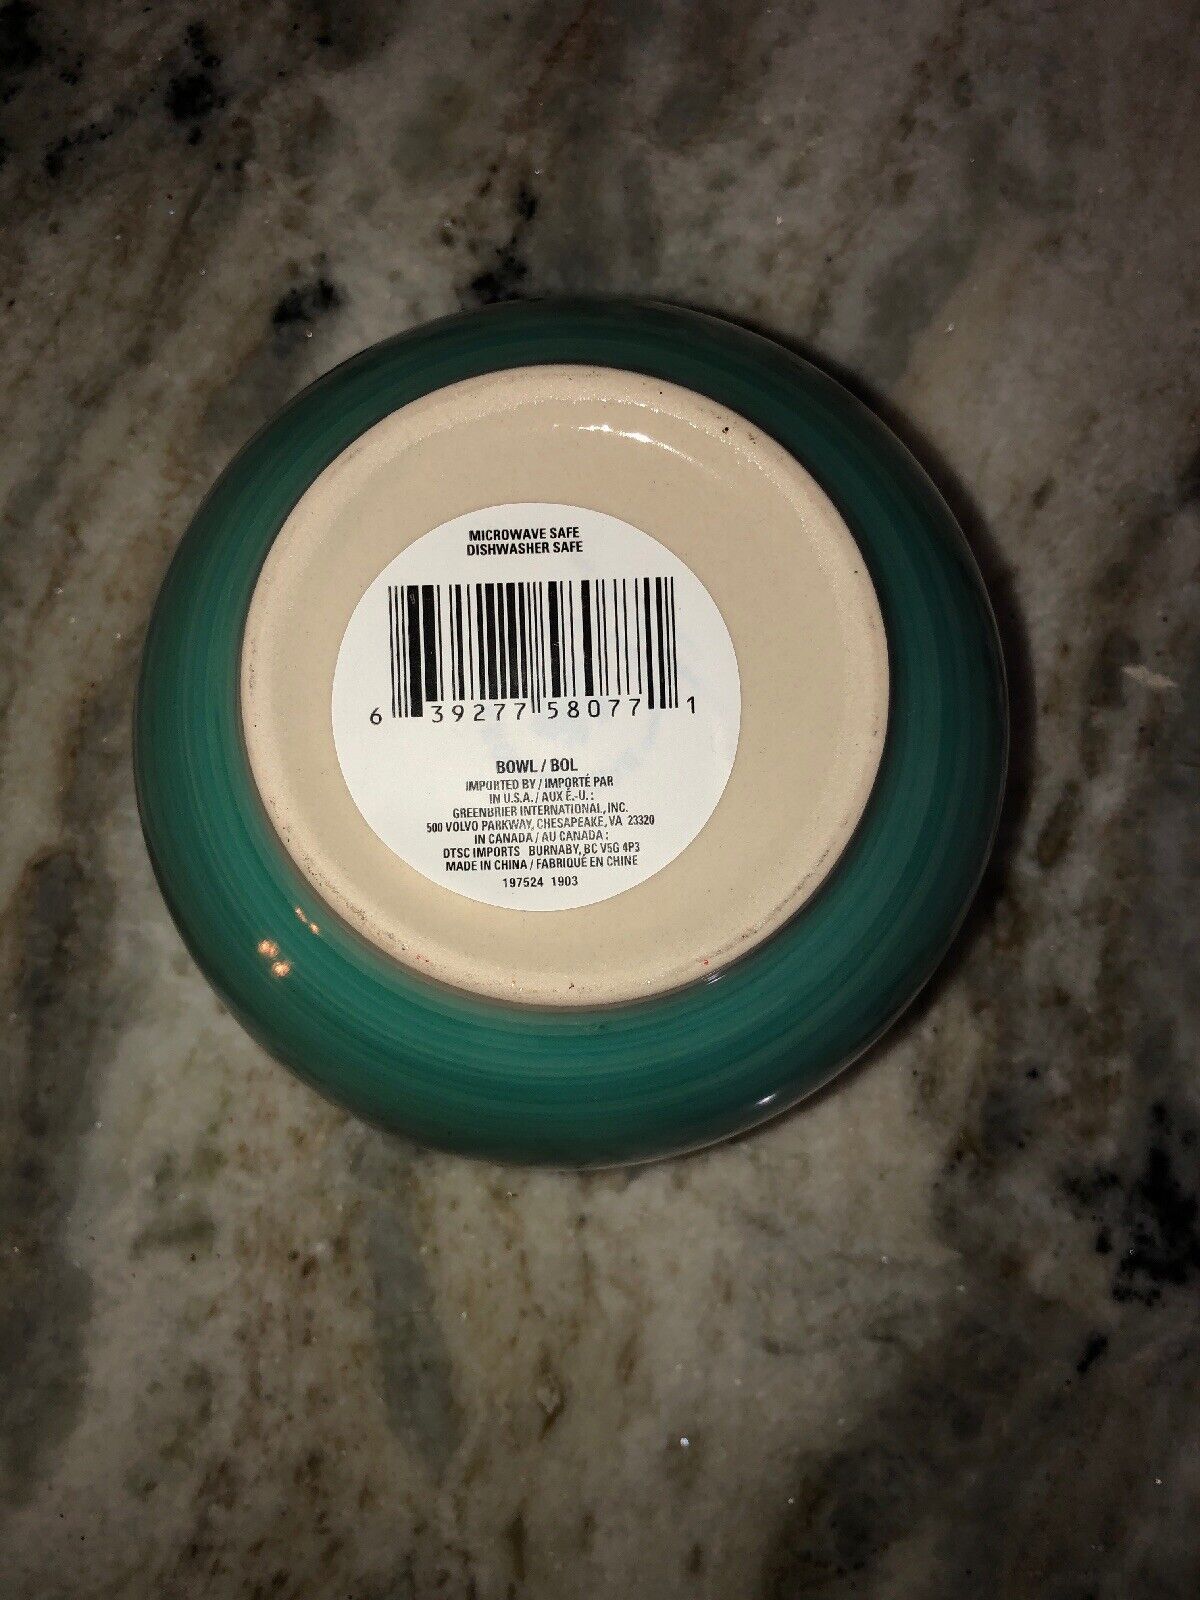 MICROWAVE SAFE
DISHWASHER SAFE
6 39277 58077 1
BOWL / BOL
IMPORTED BY / IMPORTÉ PAR
IN U.S.A. / AUX É.-U. :
GREENBRIER INTERNATIONAL, INC.
500 VOLVO PARKWAY, CHESAPEAKE, VA 23320
IN CANADA / AU CANADA :
DTSC IMPORTS BURNABY, BC V5G 4P3
MADE IN CHINA / FABRIQUÉ EN CHINE
197524 1903